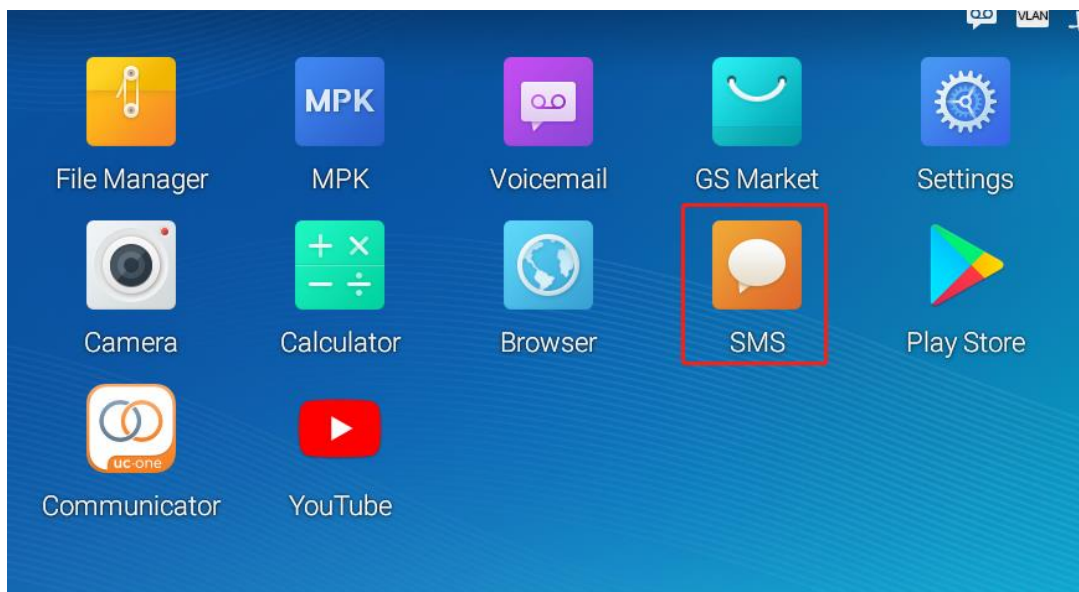 VLAN
MPK
File Manager
MPK
Voicemail
GS Market
Settings
Camera
Calculator
Browser
SMS
Play Store
uc-one
Communicator
YouTube